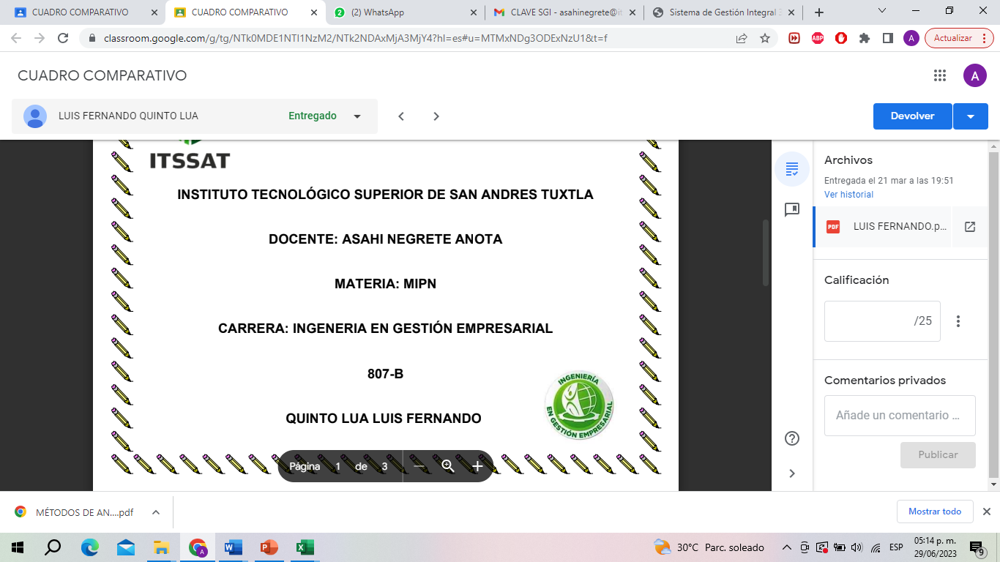 CUADRO COMPARATIVO
CUADRO COMPARATIVO
(2) WhatsApp
CLAVE SGI - asahinegrete@it
Sistema de Gestión Integral
classroom.google.com/g/tg/NTk0MDE1NTI1NzM2/NTk2NDAxMjA3MjY4?hl=es#u=MTMxNDg3ODExNzU1&t=f
ABP
A
Actualizar
CUADRO COMPARATIVO
A
LUIS FERNANDO QUINTO LUA
Entregado
Devolver
ITSSAT
INSTITUTO TECNOLÓGICO SUPERIOR DE SAN ANDRES TUXTLA
DOCENTE: ASAHI NEGRETE ANOTA
MATERIA: MIPN
CARRERA: INGENERIA EN GESTIÓN EMPRESARIAL
807-B
INGENIERÍA
EN GESTIÓN EMPRESARIAL
QUINTO LUA LUIS FERNANDO
Página 1 de 3
Archivos
Entregada el 21 mar a las 19:51
Ver historial
PDF
LUIS FERNANDO.p...
Calificación
/25
Comentarios privados
Añade un comentario ...
Publicar
MÉTODOS DE AN....pdf
Mostrar todo
30°C Parc. soleado
ESP
05:14 p. m.
29/06/2023
9